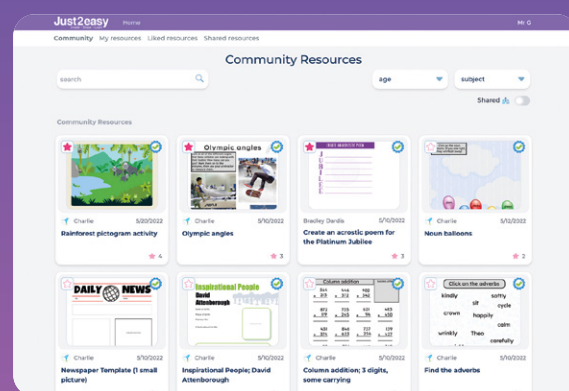 Just2easy
Home
Mr G
Community My resources Liked resources Shared resources
Community Resources
search
age
subject
Shared
Community Resources
Olympic angles
Charlie 5/20/2022
Rainforest pictogram activity
4
Charlie 5/10/2022
Olympic angles
3
Bradley Dardis 5/10/2022
Create an acrostic poem for
the Platinum Jubilee
3
Charlie 5/12/2022
Noun balloons
2
DAILY NEWS
Charlie 5/10/2022
Newspaper Template (1 small
picture)
Inspirational People
David
Attenborough
Charlie 5/10/2022
Inspirational People; David
Attenborough
Column addition
Charlie 5/10/2022
Column addition; 3 digits,
some carrying
Click on the adverbs
kindly
softly
sit
cycle
crown
happily
calm
wrinkly
Theo
carefully
Charlie 5/10/2022
Find the adverbs